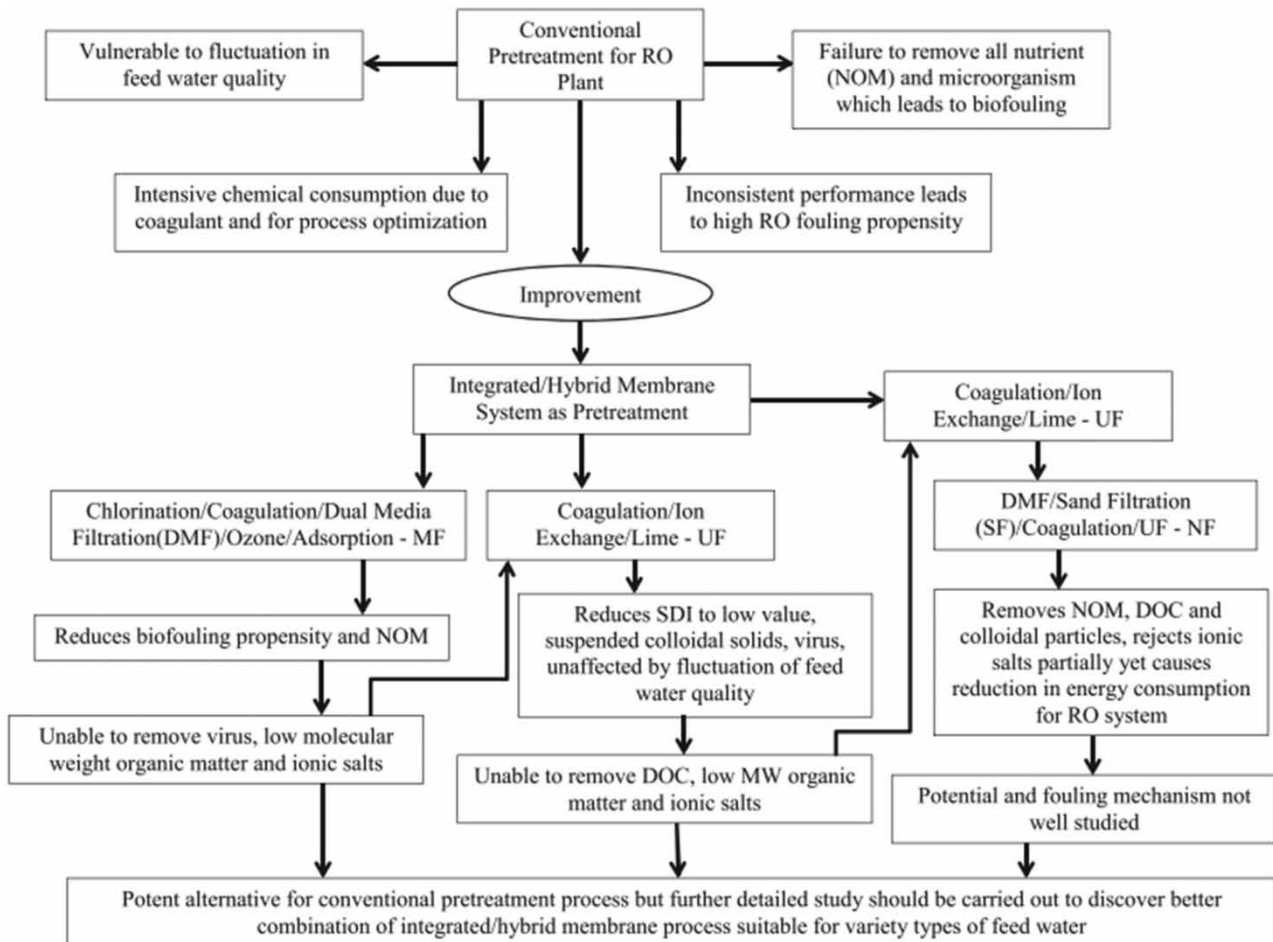 Conventional
Pretreatment for RO
Plant
Vulnerable to fluctuation in
feed water quality
Failure to remove all nutrient
(NOM) and microorganism
which leads to biofouling
Intensive chemical consumption due to
coagulant and for process optimization
Inconsistent performance leads
to high RO fouling propensity
Improvement
Integrated/Hybrid Membrane
System as Pretreatment
Coagulation/Ion
Exchange/Lime - UF
Chlorination/Coagulation/Dual Media
Filtration(DMF)/Ozone/Adsorption - MF
Coagulation/Ion
Exchange/Lime - UF
DMF/Sand Filtration
(SF)/Coagulation/UF - NF
Reduces biofouling propensity and NOM
Reduces SDI to low value,
suspended colloidal solids, virus,
unaffected by fluctuation of feed
water quality
Removes NOM, DOC and
colloidal particles, rejects ionic
salts partially yet causes
reduction in energy consumption
for RO system
Unable to remove virus, low molecular
weight organic matter and ionic salts
Unable to remove DOC, low MW organic
matter and ionic salts
Potential and fouling mechanism not
well studied
Potent alternative for conventional pretreatment process but further detailed study should be carried out to discover better
combination of integrated/hybrid membrane process suitable for variety types of feed water